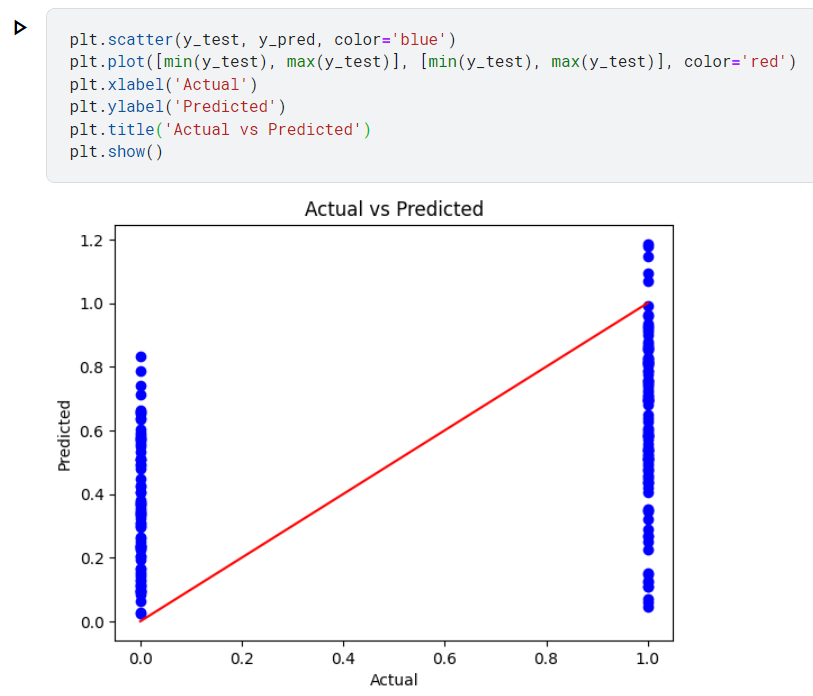 plt.scatter(y_test, y_pred, color='blue')
plt.plot([min(y_test), max(y_test)], [min(y_test), max(y_test)], color='red')
plt.xlabel('Actual')
plt.ylabel('Predicted')
plt.title('Actual vs Predicted')
plt.show()
Actual vs Predicted
1.2
1.0
0.8
0.6
0.4
0.2
0.0
Predicted
0.0 0.2 0.4 0.6 0.8 1.0
Actual